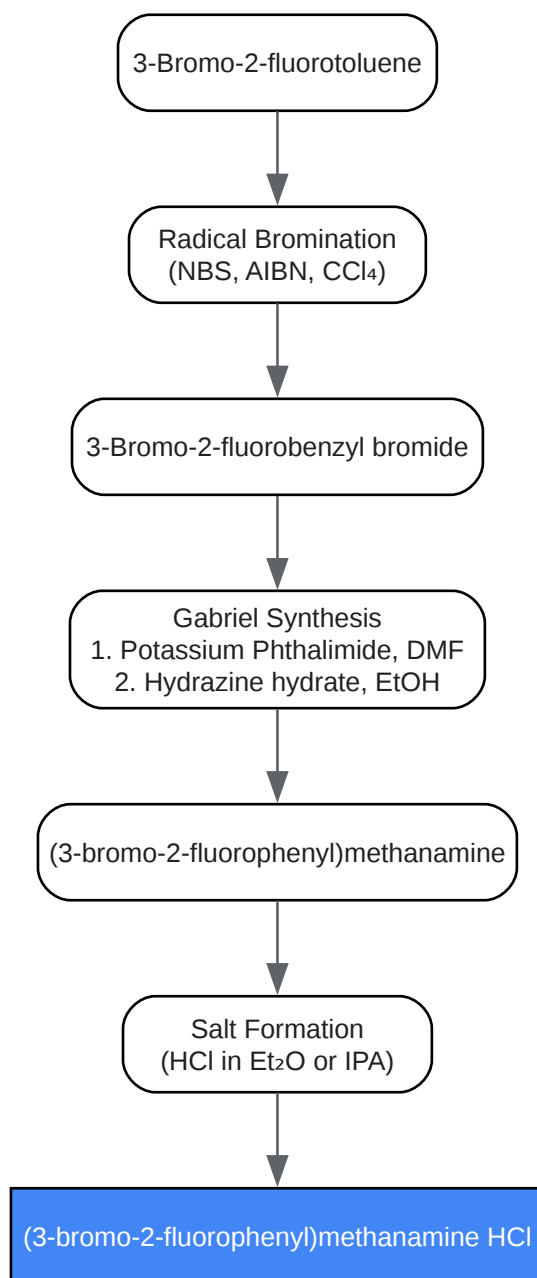 3-Bromo-2-fluorotoluene
Radical Bromination
(NBS, AIBN, CCl₄)
3-Bromo-2-fluorobenzyl bromide
Gabriel Synthesis
1. Potassium Phthalimide, DMF
2. Hydrazine hydrate, EtOH
(3-bromo-2-fluorophenyl)methanamine
Salt Formation
(HCl in Et₂O or IPA)
(3-bromo-2-fluorophenyl)methanamine HCl